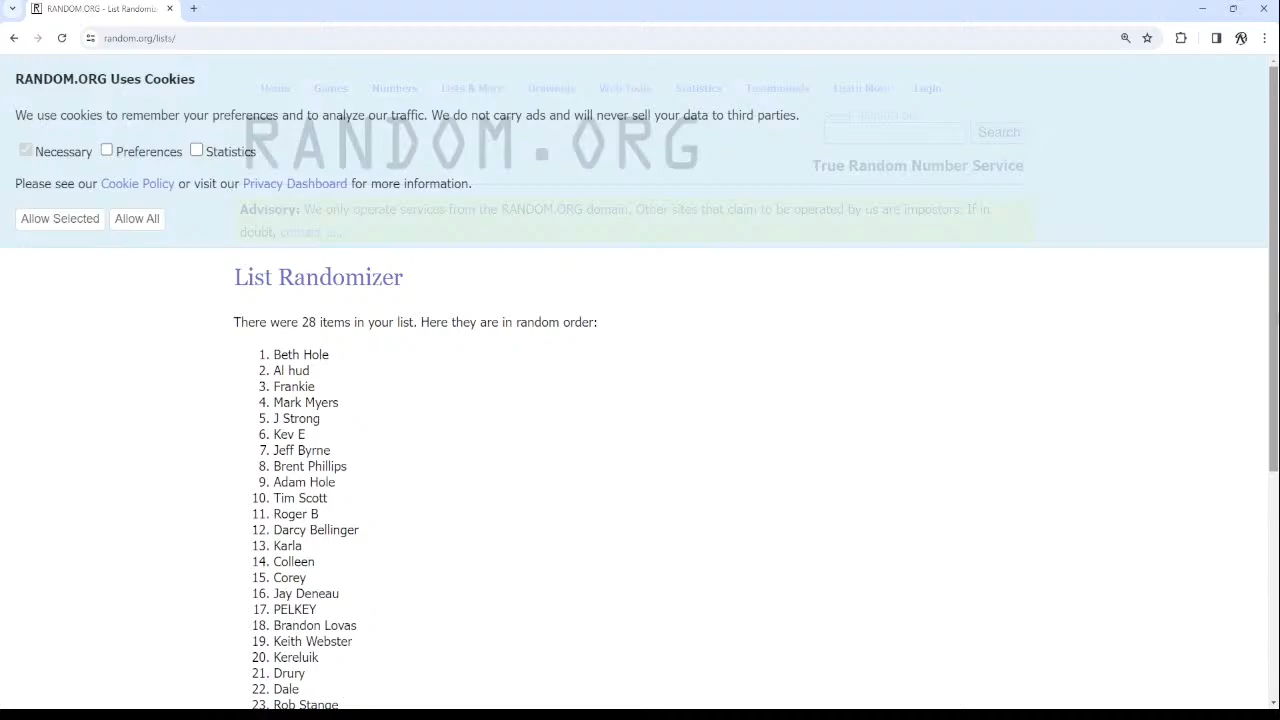 RANDOM.ORG - List Randomiz
random.org/lists/
RANDOM.ORG Uses Cookies
Home Games Numbers Lists & More Drawings Web Tools Statistics Testimonials Learn More Login
We use cookies to remember your preferences and to analyze our traffic. We do not carry ads and will never sell your data to third parties.
RANDOM.ORG
Search
Necessary Preferences Statistics
True Random Number Service
Please see our Cookie Policy or visit our Privacy Dashboard for more information.
Allow Selected Allow All
Advisory: We only operate services from the RANDOM.ORG domain. Other sites that claim to be operated by us are impostors. If in
doubt, contact us.
List Randomizer
There were 28 items in your list. Here they are in random order:
1. Beth Hole
2. Al hud
3. Frankie
4. Mark Myers
5. J Strong
6. Kev E
7. Jeff Byrne
8. Brent Phillips
9. Adam Hole
10. Tim Scott
11. Roger B
12. Darcy Bellinger
13. Karla
14. Colleen
15. Corey
16. Jay Deneau
17. PELKEY
18. Brandon Lovas
19. Keith Webster
20. Kereluik
21. Drury
22. Dale
23. Rob Stange